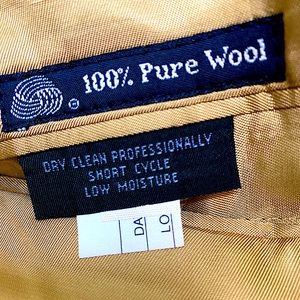 100% Pure Wool
DRY CLEAN PROFESSIONALLY
SHORT CYCLE
LOW MOISTURE
DA
LO